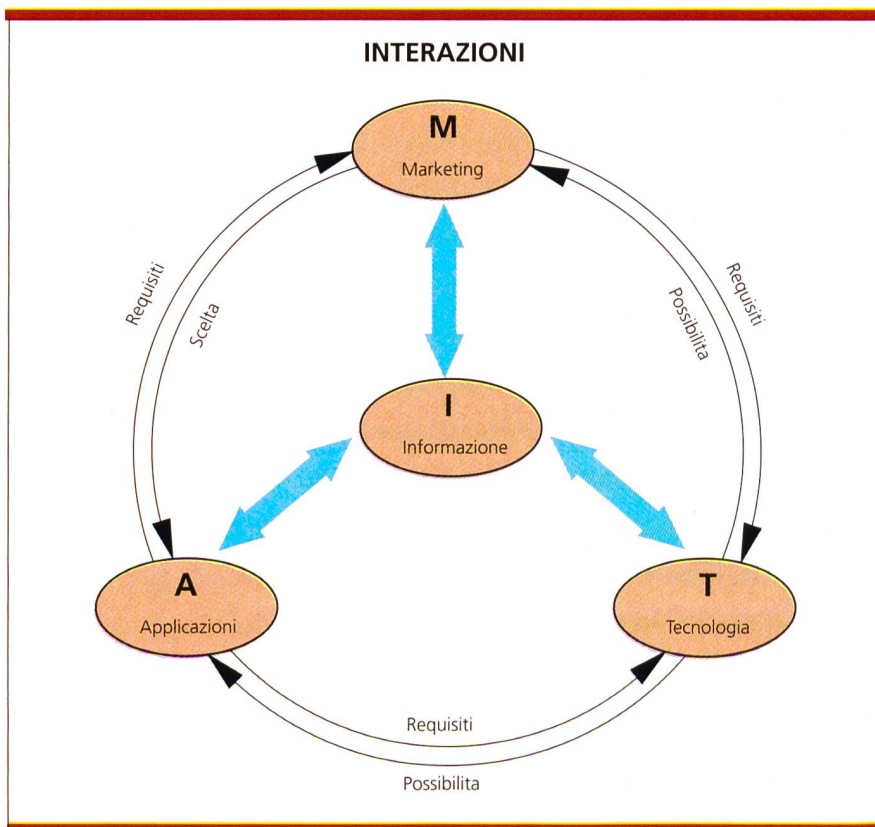 INTERAZIONI
M
Marketing
Requisiti
Scelta
Possibilita
Requisiti
I
Informazione
A
Applicazioni
T
Tecnologia
Requisiti
Possibilita